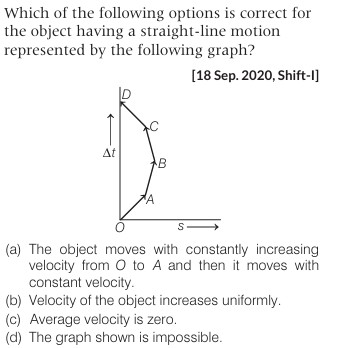 Which of the following options is correct for
the object having a straight-line motion
represented by the following graph?
[18 Sep. 2020, Shift-I]
D
C
Δt
B
A
O
s
(a) The object moves with constantly increasing
velocity from O to A and then it moves with
constant velocity.
(b) Velocity of the object increases uniformly.
(c) Average velocity is zero.
(d) The graph shown is impossible.